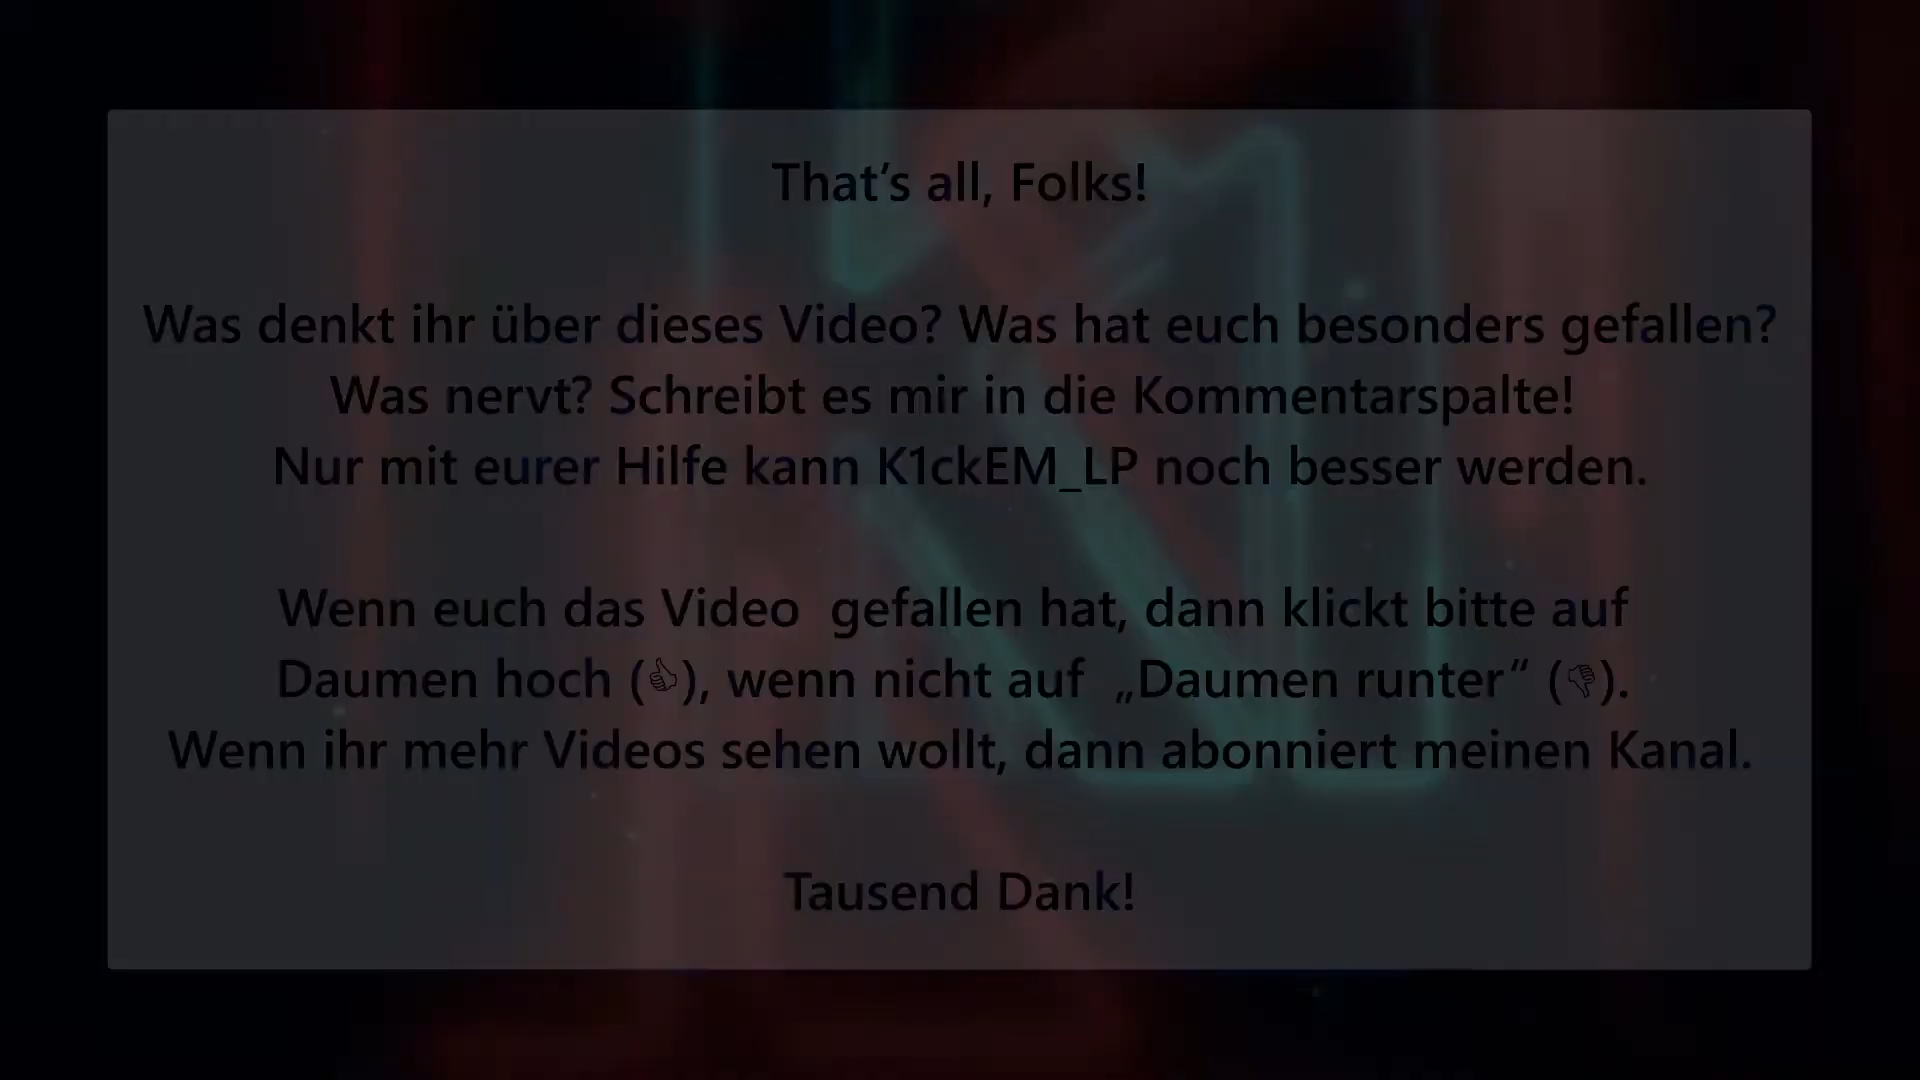 That’s all, Folks!
Was denkt ihr über dieses Video? Was hat euch besonders gefallen?
Was nervt? Schreibt es mir in die Kommentarspalte!
Nur mit eurer Hilfe kann K1ckEM_LP noch besser werden.
Wenn euch das Video  gefallen hat, dann klickt bitte auf
Daumen hoch (👍), wenn nicht auf  „Daumen runter“ (👎).
Wenn ihr mehr Videos sehen wollt, dann abonniert meinen Kanal.
Tausend Dank!